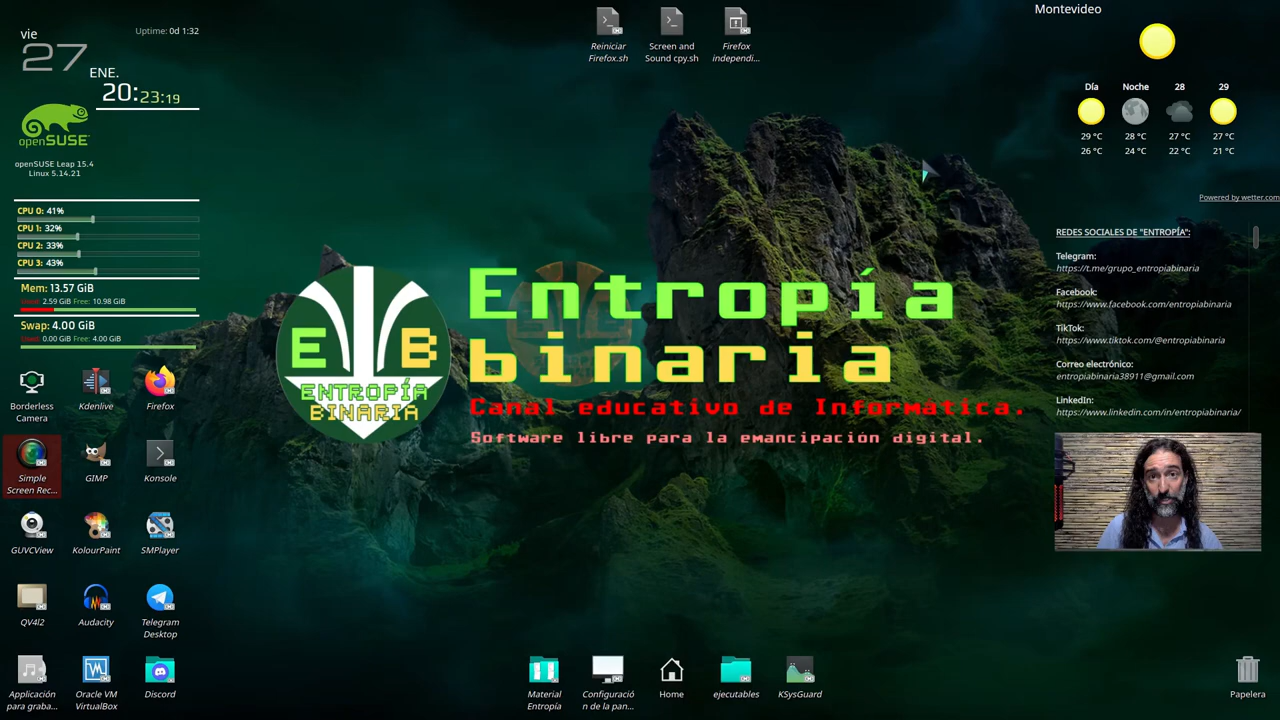 vie
27
Uptime: 0d 1:32
ENE.
20:23:19
openSUSE
openSUSE Leap 15.4
Linux 5.14.21
CPU 0: 41%
CPU 1: 32%
CPU 2: 33%
CPU 3: 43%
Mem: 13.57 GiB
Used: 2.59 GiB Free: 10.98 GiB
Swap: 4.00 GiB
Used: 0.00 GiB Free: 4.00 GiB
Borderless
Camera
Kdenlive
Firefox
Simple
Screen Rec...
GIMP
Konsole
GUVCView
KolourPaint
SMPlayer
QV4l2
Audacity
Telegram
Desktop
Aplicación
para graba...
Oracle VM
VirtualBox
Discord
Reiniciar
Firefox.sh
Screen and
Sound cpy.sh
Firefox
independi...
E B
ENTROPÍA
BINARIA
Entropía
binaria
Canal educativo de Informática.
Software libre para la emancipación digital.
Material
Entropía
Configuració
n de la pan...
Home
ejecutables
KSysGuard
Montevideo
Día Noche 28 29
29 °C 28 °C 27 °C 27 °C
26 °C 24 °C 22 °C 21 °C
Powered by wetter.com
REDES SOCIALES DE "ENTROPÍA":
Telegram:
https://t.me/grupo_entropiabinaria
Facebook:
https://www.facebook.com/entropiabinaria
TikTok:
https://www.tiktok.com/@entropiabinaria
Correo electrónico:
entropiabinaria38911@gmail.com
LinkedIn:
https://www.linkedin.com/in/entropiabinaria/
Papelera